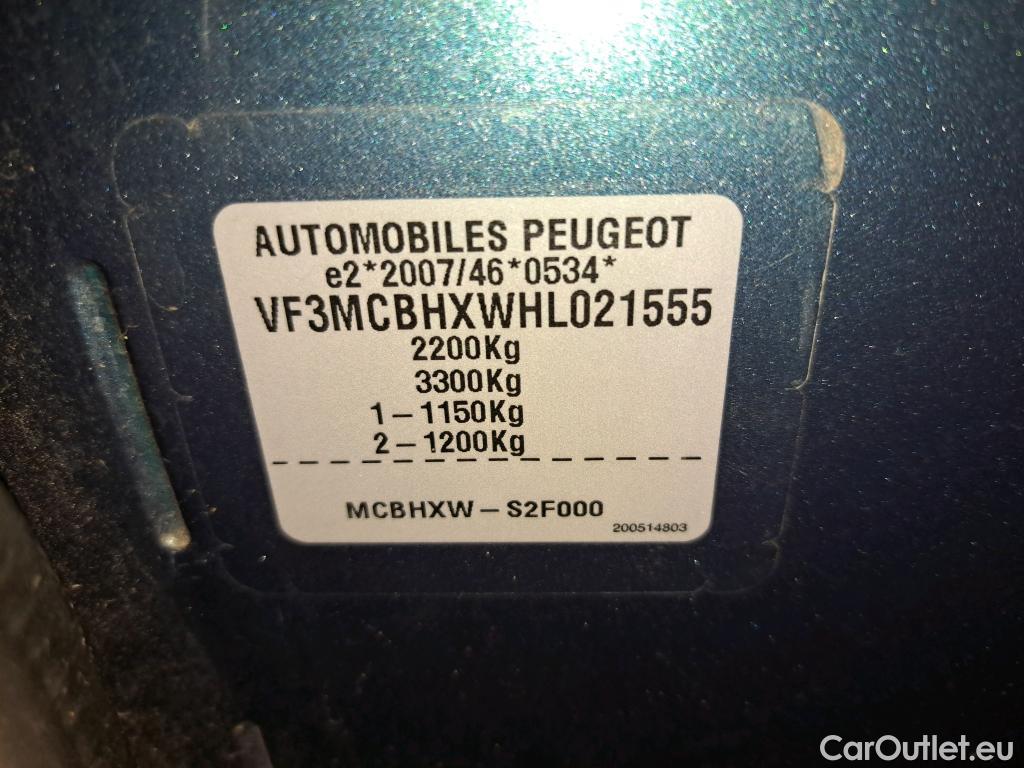 AUTOMOBILES PEUGEOT
e2*2007/46*0534*
VF3MCBHXWHL021555
2200Kg
3300Kg
1-1150Kg
2-1200Kg
MCBHXW-S2F000
200514803
CarOutlet.eu